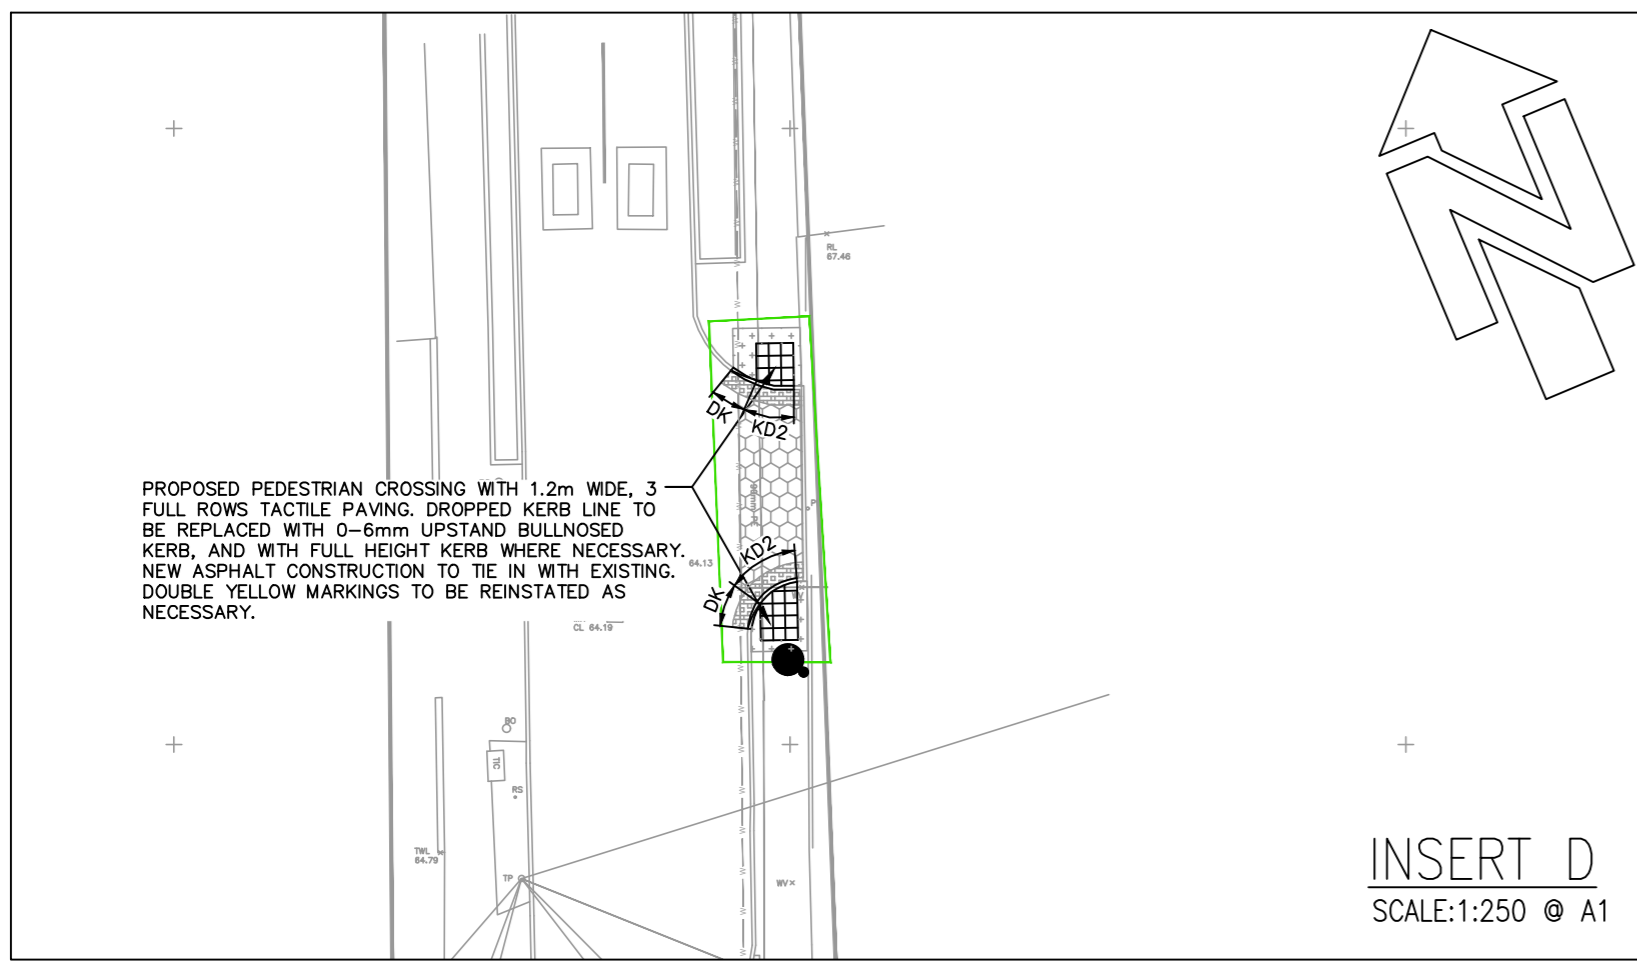 RL
67.46
DK
KD2
PROPOSED PEDESTRIAN CROSSING WITH 1.2m WIDE, 3
FULL ROWS TACTILE PAVING. DROPPED KERB LINE TO
BE REPLACED WITH 0-6mm UPSTAND BULLNOSED
KERB, AND WITH FULL HEIGHT KERB WHERE NECESSARY.
NEW ASPHALT CONSTRUCTION TO TIE IN WITH EXISTING.
DOUBLE YELLOW MARKINGS TO BE REINSTATED AS
NECESSARY.
P
64.13
KD2
DK
WV
CL 64.19
BO
TIC
RS
TWL
64.79
TP
WV
W
INSERT D
SCALE:1:250 @ A1